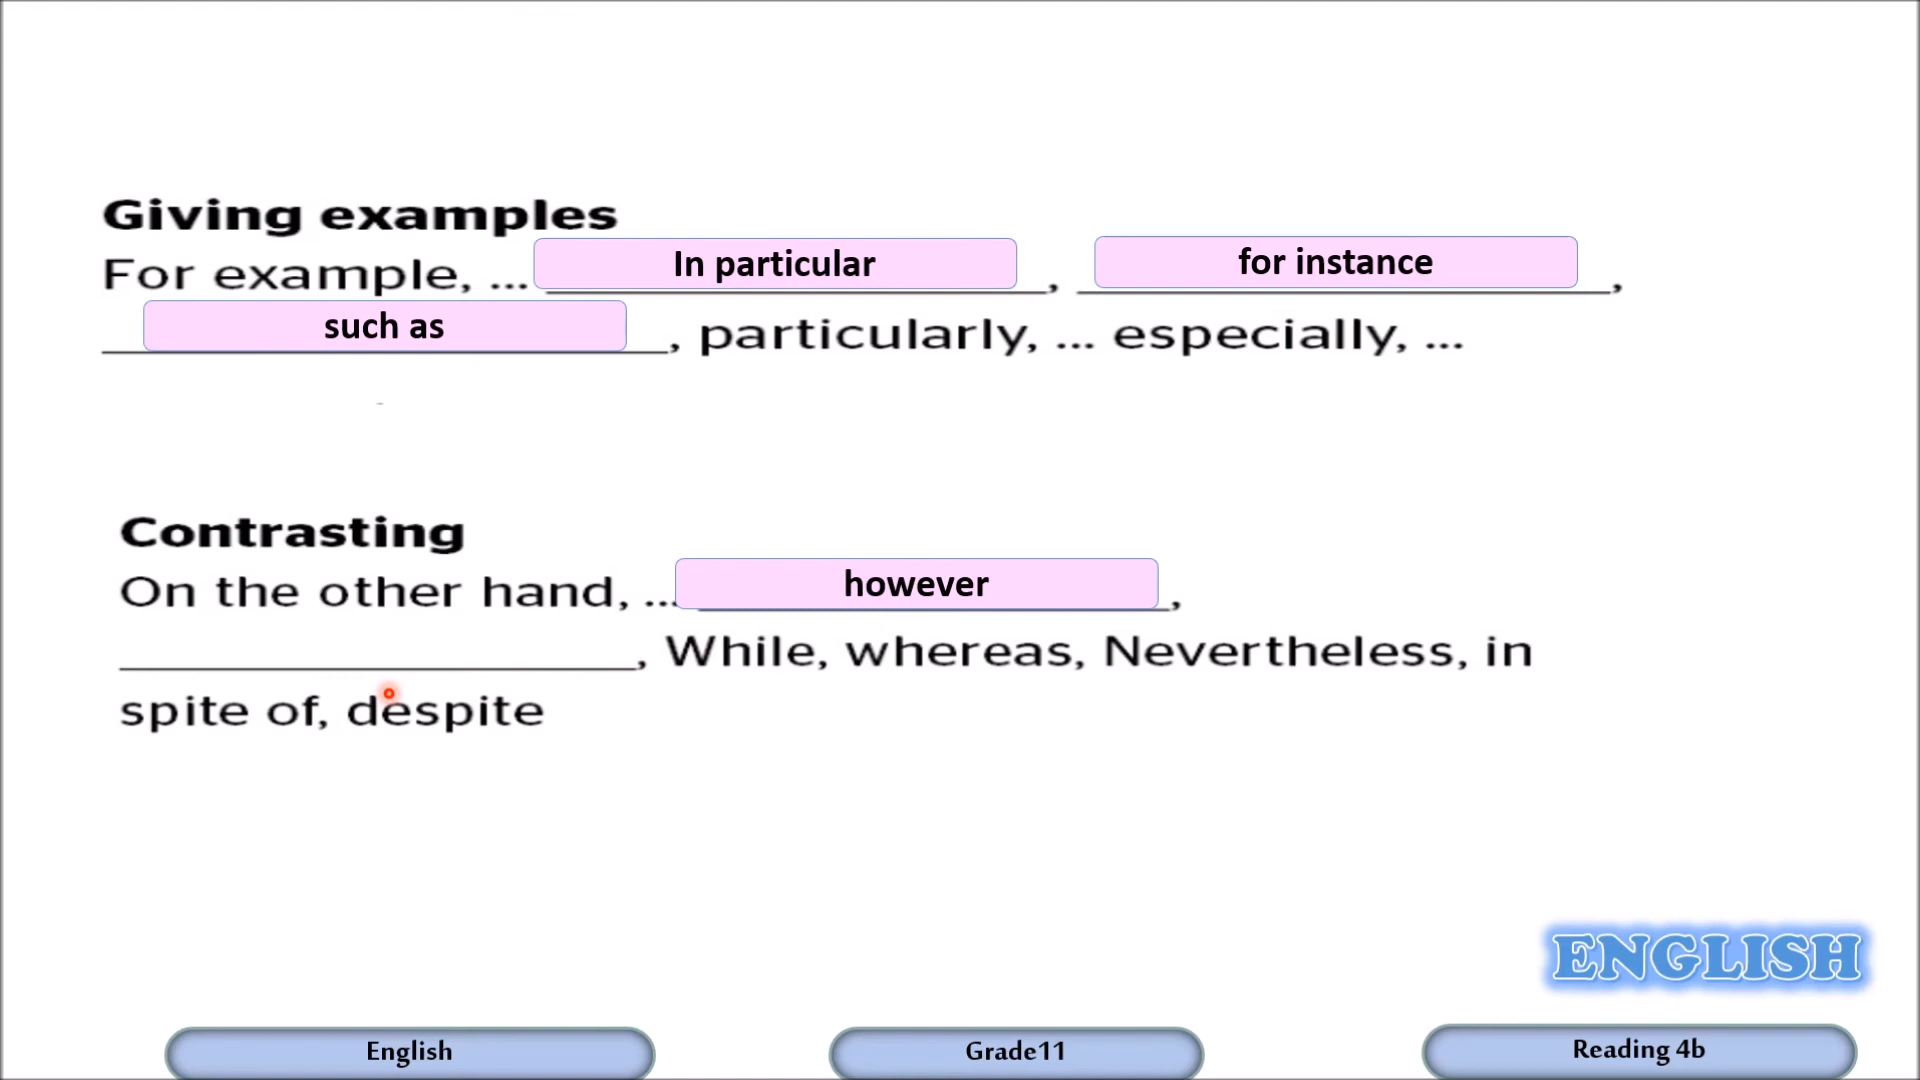 Giving examples
For example, ... In particular, for instance,
such as, particularly, ... especially, ...
Contrasting
On the other hand, ... however,
____________________, While, whereas, Nevertheless, in
spite of, despite
ENGLISH
English
Grade11
Reading 4b